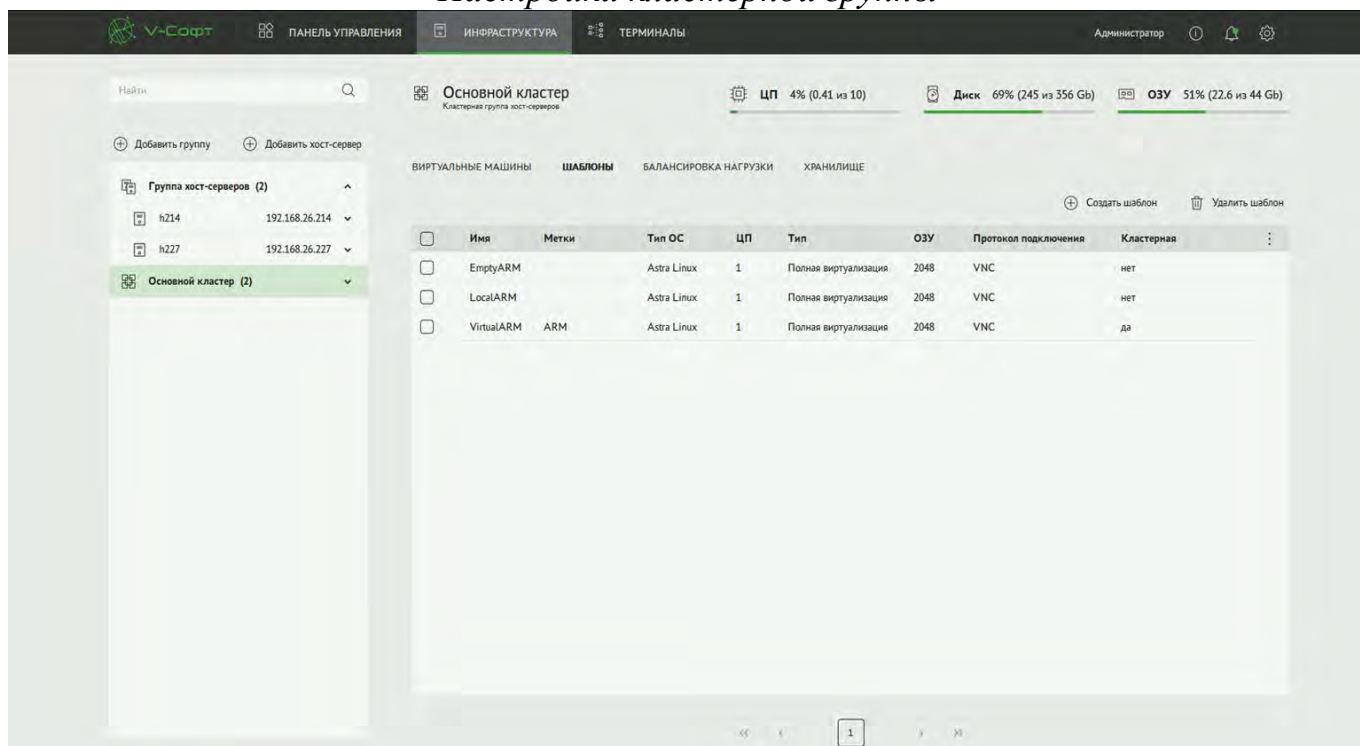 Настройки кластерной группы
V-Софт ПАНЕЛЬ УПРАВЛЕНИЯ ИНФРАСТРУКТУРА ТЕРМИНАЛЫ Администратор
Найти
Основной кластер
Кластерная группа хост-серверов
ЦП 4% (0.41 из 10) Диск 69% (245 из 356 Gb) ОЗУ 51% (22.6 из 44 Gb)
Добавить группу Добавить хост-сервер
Группа хост-серверов (2)
h214 192.168.26.214
h227 192.168.26.227
Основной кластер (2)
ВИРТУАЛЬНЫЕ МАШИНЫ ШАБЛОНЫ БАЛАНСИРОВКА НАГРУЗКИ ХРАНИЛИЩЕ
Создать шаблон Удалить шаблон
Имя Метки Тип ОС ЦП Тип ОЗУ Протокол подключения Кластерная
EmptyARM Astra Linux 1 Полная виртуализация 2048 VNC нет
LocalARM Astra Linux 1 Полная виртуализация 2048 VNC нет
VirtualARM ARM Astra Linux 1 Полная виртуализация 2048 VNC да
1